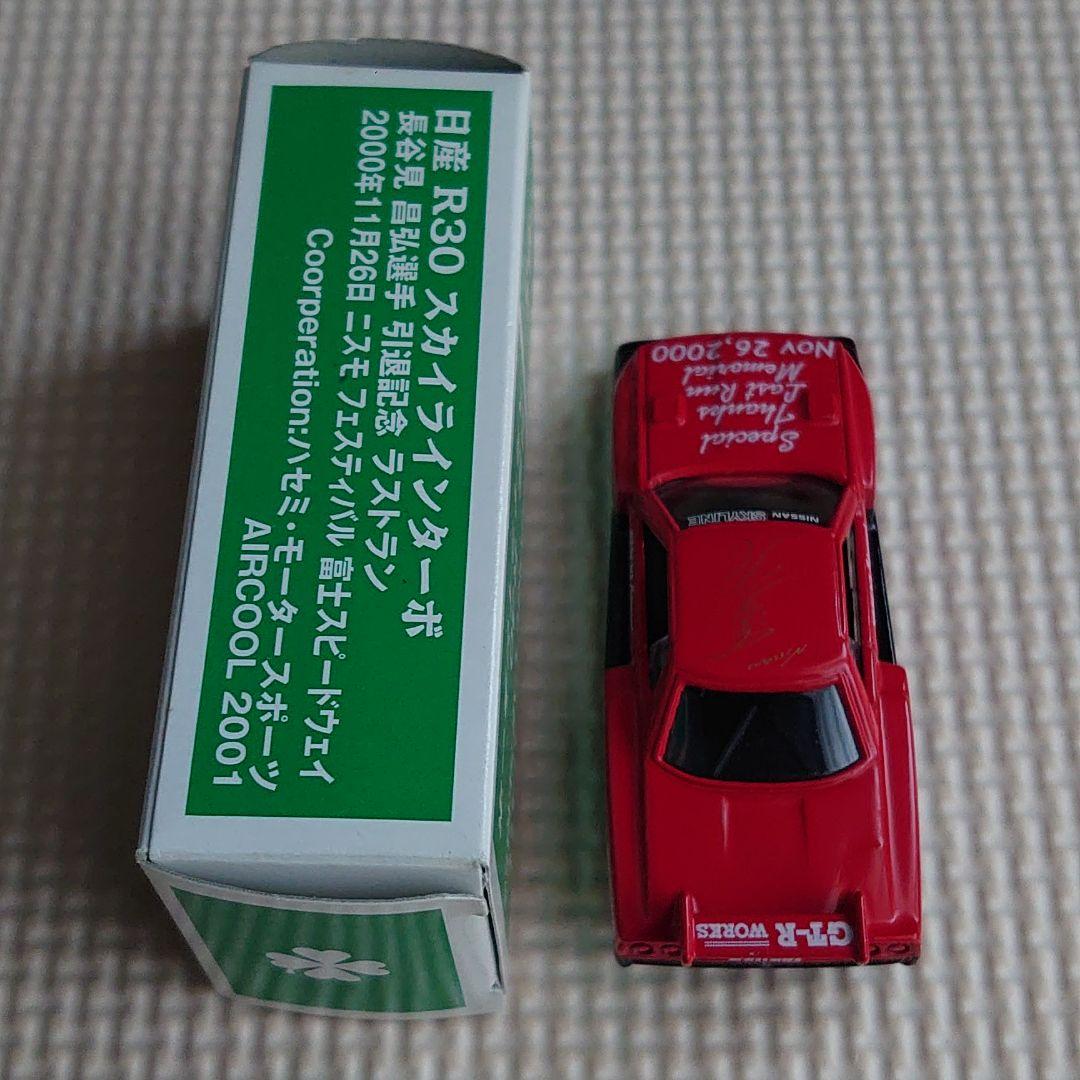 日産 R30 スカイラインターボ
長谷見 昌弘選手 引退記念 ラストラン
2000年11月26日 ニスモ フェスティバル 富士スピードウェイ
Coorperation:ハセミ・モータースポーツ
AIRCOOL 2001
Special
Thanks
Last Run
Memorial
Nov 26,2000
NISSAN SKYLINE
GT-R WORKS